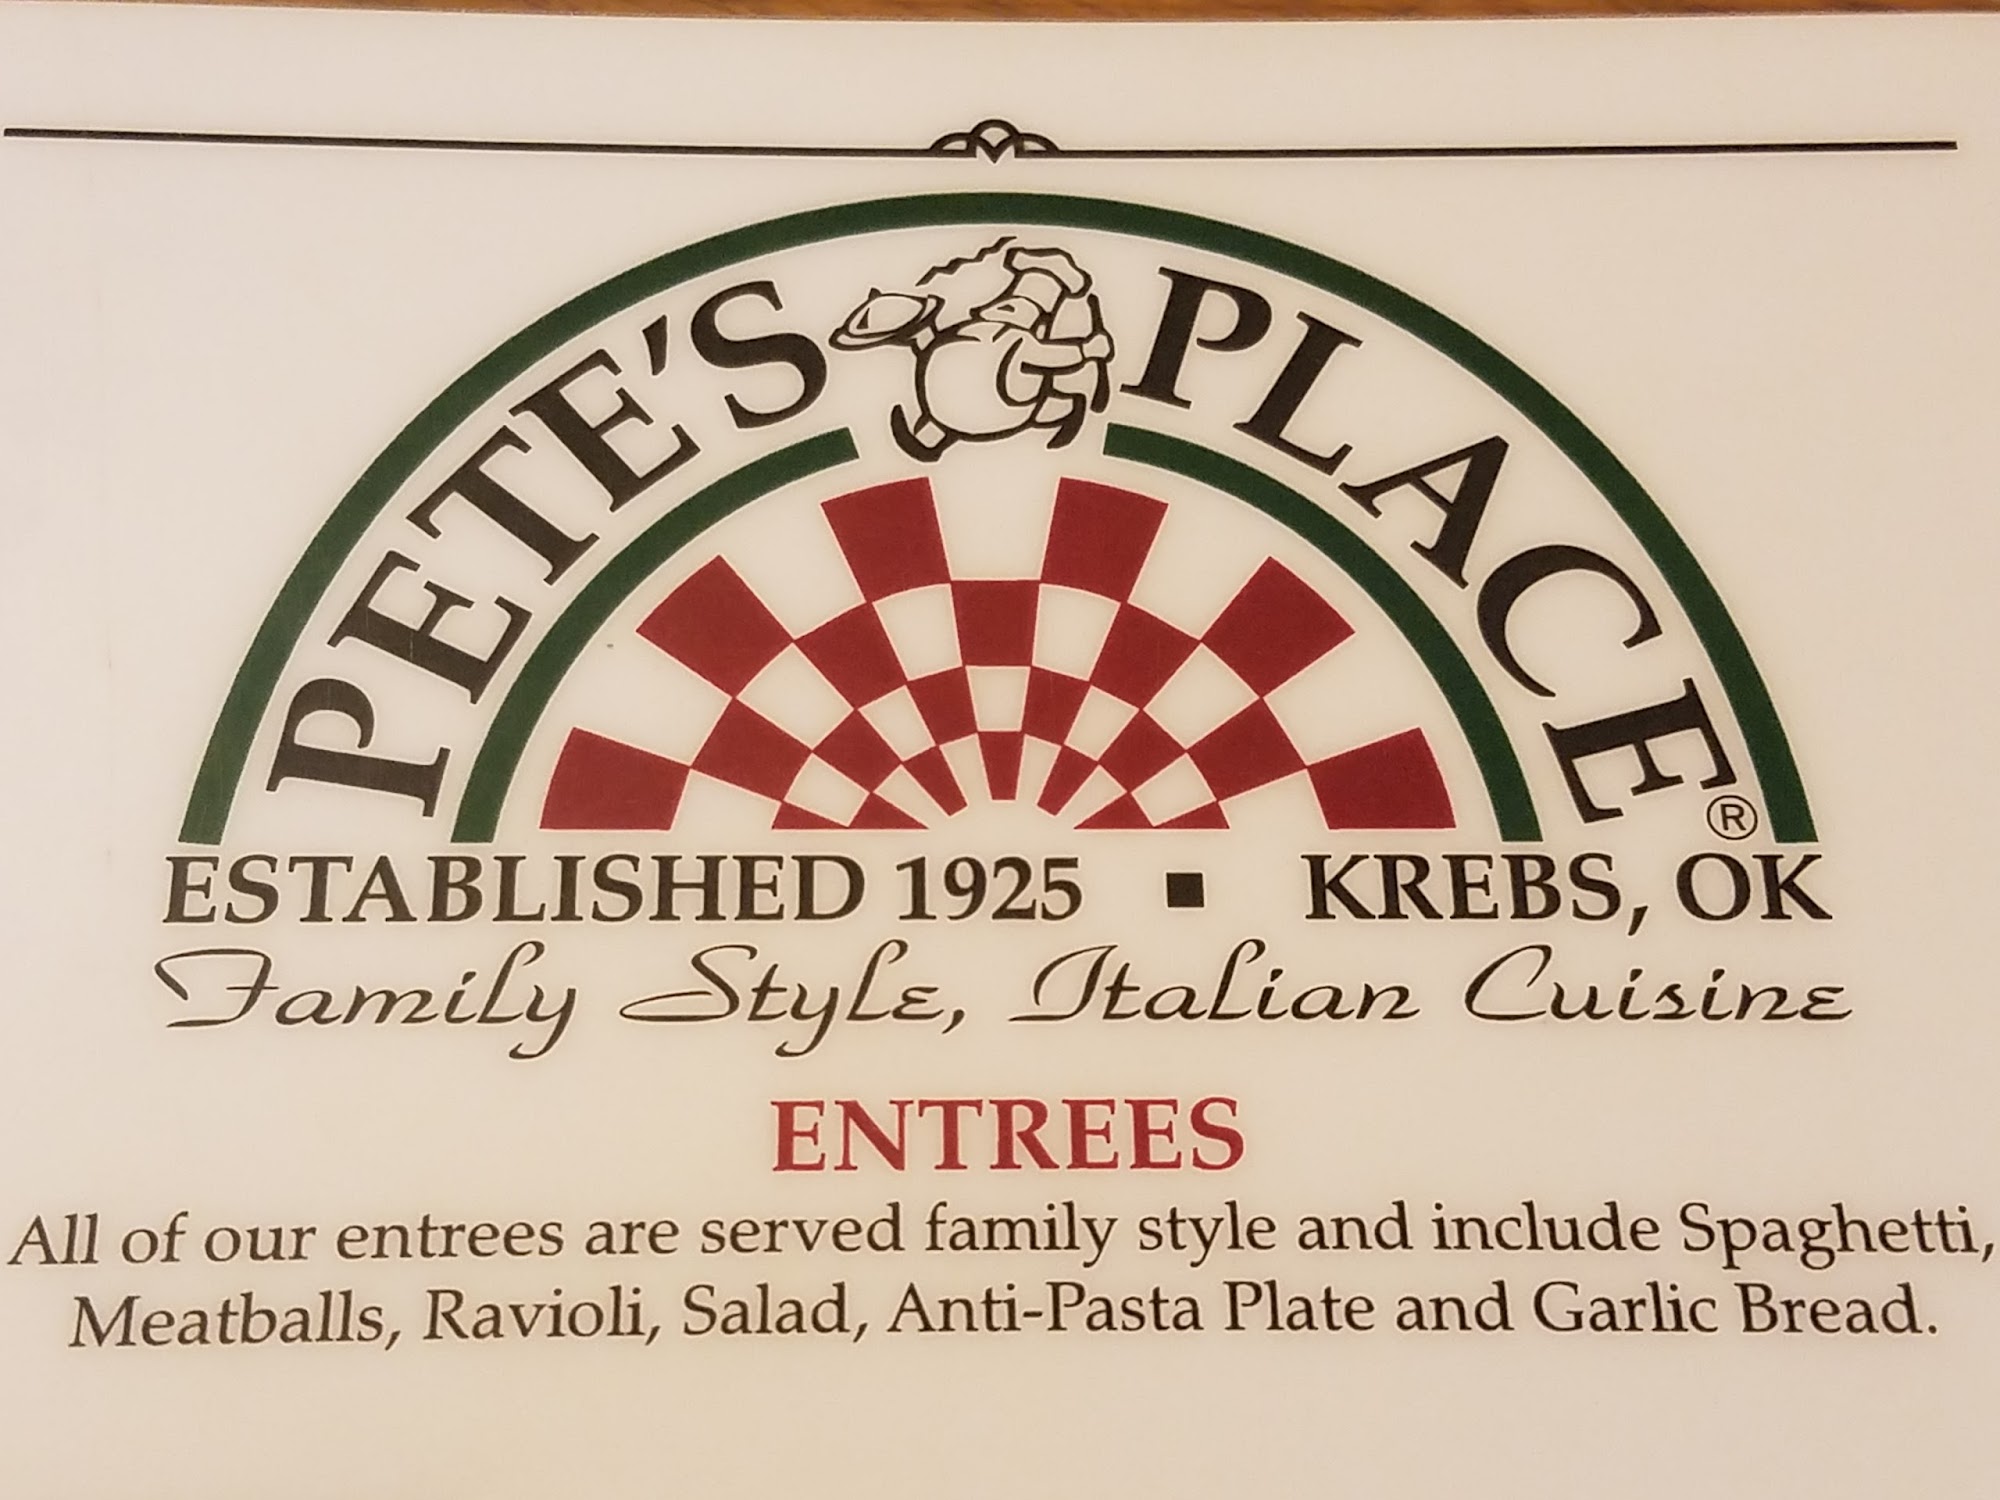 PETE'S PLACE®
ESTABLISHED 1925 ▪ KREBS, OK
Family Style, Italian Cuisine
ENTREES
All of our entrees are served family style and include Spaghetti,
Meatballs, Ravioli, Salad, Anti-Pasta Plate and Garlic Bread.